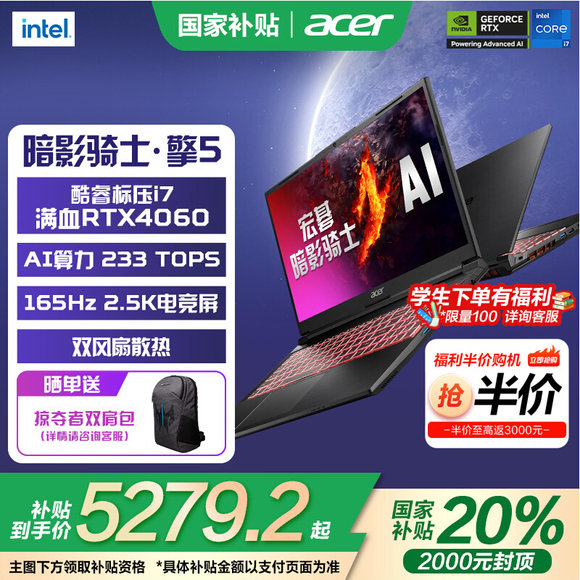 intel.
国家补贴
acer
NVIDIA
GEFORCE
RTX
Powering Advanced AI
intel
CORE
i7
暗影骑士·擎5
酷睿标压i7
满血RTX4060
AI算力 233 TOPS
165Hz 2.5K电竞屏
双风扇散热
晒单送
掠夺者双肩包
(详情请咨询客服)
宏碁
暗影骑士
AI
acer
学生下单有福利
*限量100 详询客服
福利半价购机
立即抢购
抢
半价
半价至高返3000元
补贴
到手价
5279.2起
国家
补贴
20%
2000元封顶
主图下方领取补贴资格
*具体补贴金额以支付页面为准